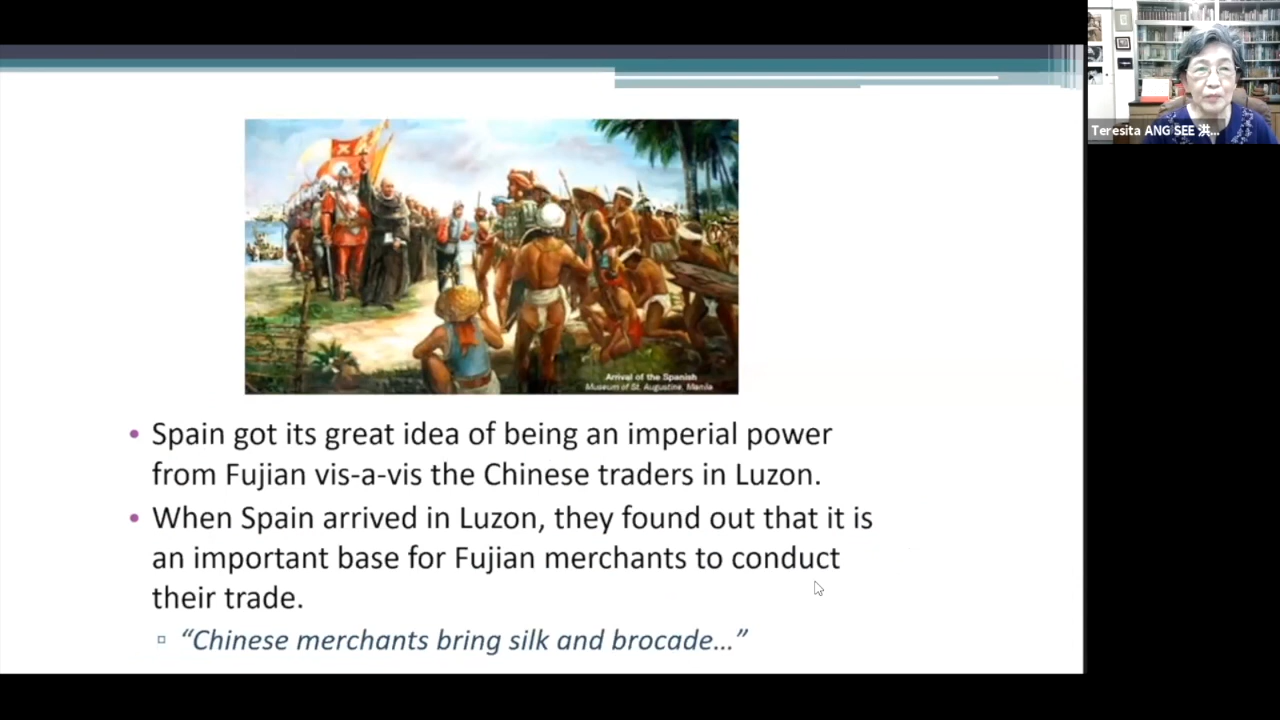 Teresita ANG SEE 洪...
Arrival of the Spanish
Museum of St. Augustine, Manila
• Spain got its great idea of being an imperial power
from Fujian vis-a-vis the Chinese traders in Luzon.
• When Spain arrived in Luzon, they found out that it is
an important base for Fujian merchants to conduct
their trade.
▫ “Chinese merchants bring silk and brocade…”